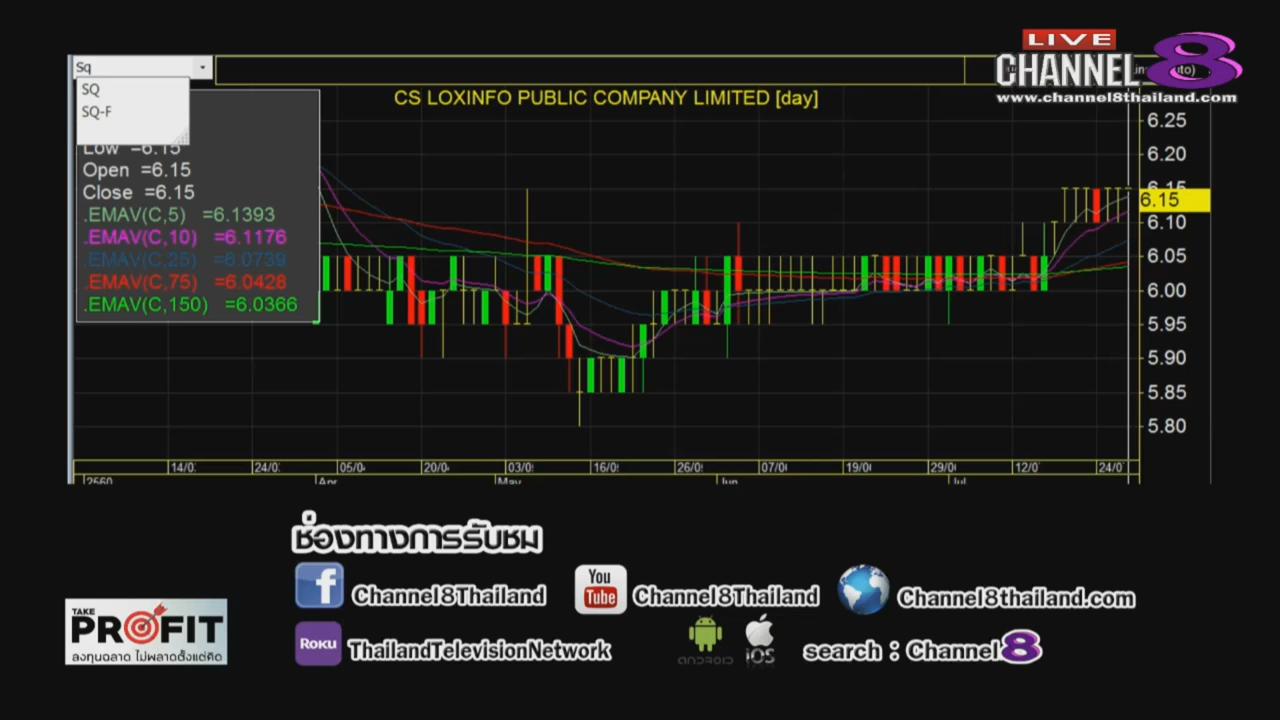 LIVE
CHANNEL 8
www.channel8thailand.com
Sq
SQ
SQ-F
CS LOXINFO PUBLIC COMPANY LIMITED [day]
Low =6.15
Open =6.15
Close =6.15
.EMAV(C,5) =6.1393
.EMAV(C,10) =6.1176
.EMAV(C,25) =6.0739
.EMAV(C,75) =6.0428
.EMAV(C,150) =6.0366
6.25
6.20
6.15
6.15
6.10
6.05
6.00
5.95
5.90
5.85
5.80
14/0 24/0 05/0 20/0 03/0 16/0 26/0 07/0 19/0 29/0 12/0 24/0
2560 Apr May Jun Jul
ช่องทางการรับชม
Channel8Thailand
You Tube Channel8Thailand
Channel8thailand.com
ROKU ThailandTelevisionNetwork
ANDROID iOS search : Channel 8
TAKE
PROFIT
ลงทุนฉลาด ไม่พลาดตั้งแต่คิด